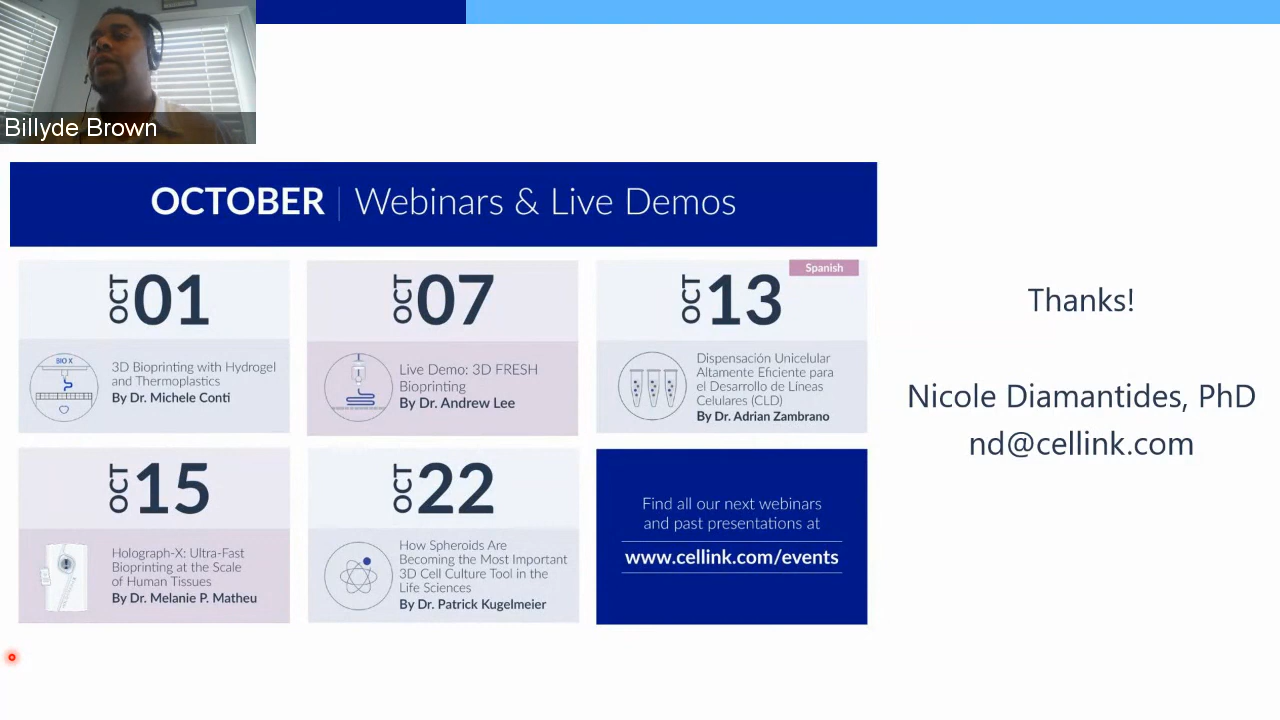 Billyde Brown
OCTOBER | Webinars & Live Demos
OCT 01
BIO X
3D Bioprinting with Hydrogel
and Thermoplastics
By Dr. Michele Conti
OCT 07
Live Demo: 3D FRESH
Bioprinting
By Dr. Andrew Lee
Spanish
OCT 13
Dispensación Unicelular
Altamente Eficiente para
el Desarrollo de Líneas
Celulares (CLD)
By Dr. Adrian Zambrano
OCT 15
Holograph-X: Ultra-Fast
Bioprinting at the Scale
of Human Tissues
By Dr. Melanie P. Matheu
OCT 22
How Spheroids Are
Becoming the Most Important
3D Cell Culture Tool in the
Life Sciences
By Dr. Patrick Kugelmeier
Find all our next webinars
and past presentations at
www.cellink.com/events
Thanks!
Nicole Diamantides, PhD
nd@cellink.com